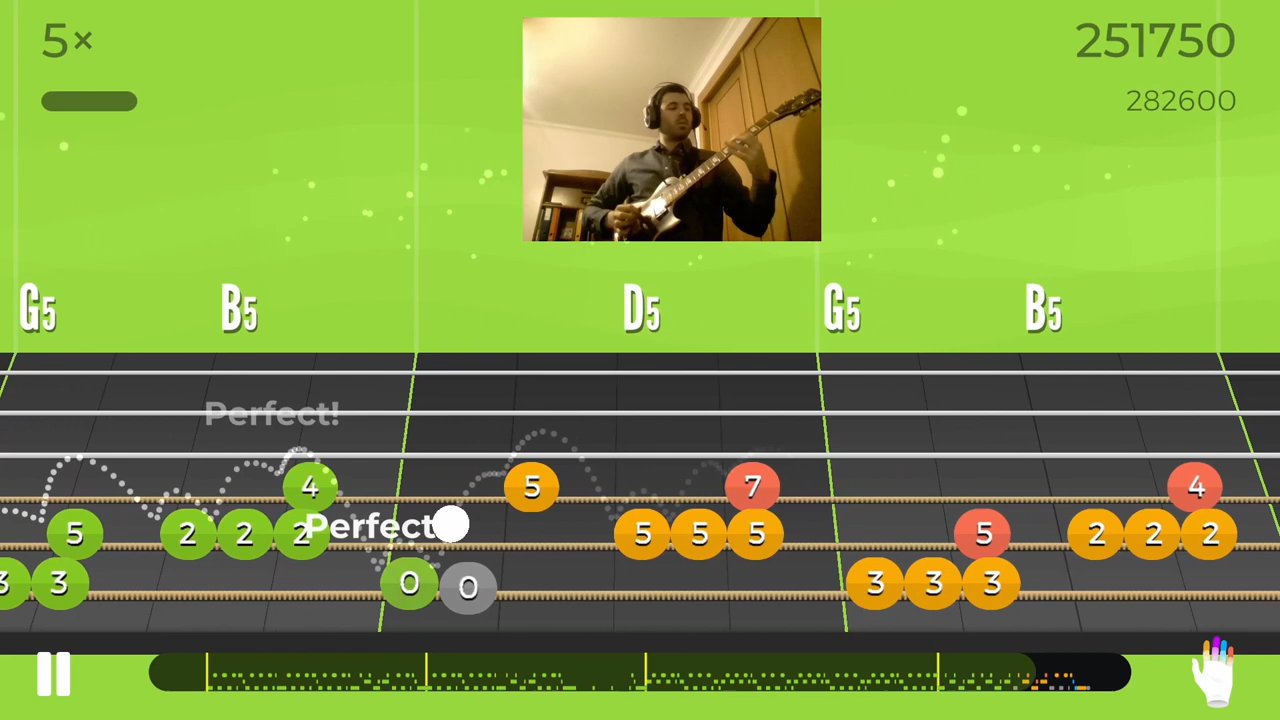 5×
251750
282600
G5 B5 D5 G5 B5
Perfect!
4 5 7 4
5 2 2 2 Perfect 5 5 5 5 2 2 2
3 3 0 0 3 3 3